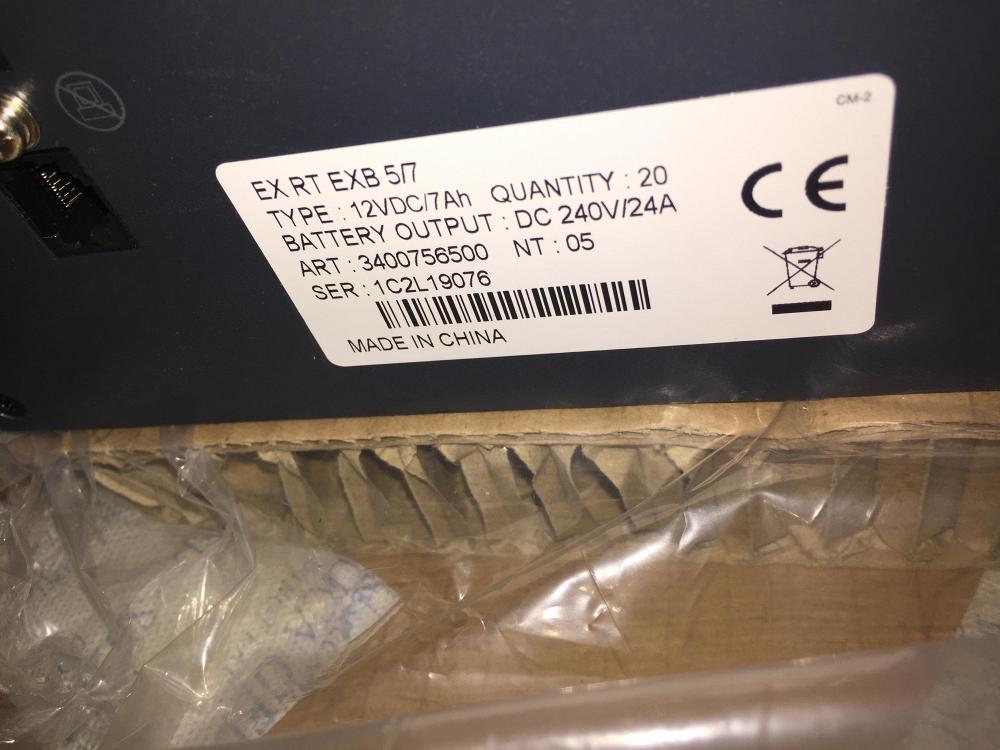 CM-2
EX RT EXB 5/7
TYPE : 12VDC/7Ah QUANTITY : 20
BATTERY OUTPUT : DC 240V/24A
ART : 3400756500 NT : 05
SER : 1C2L19076
MADE IN CHINA
CE